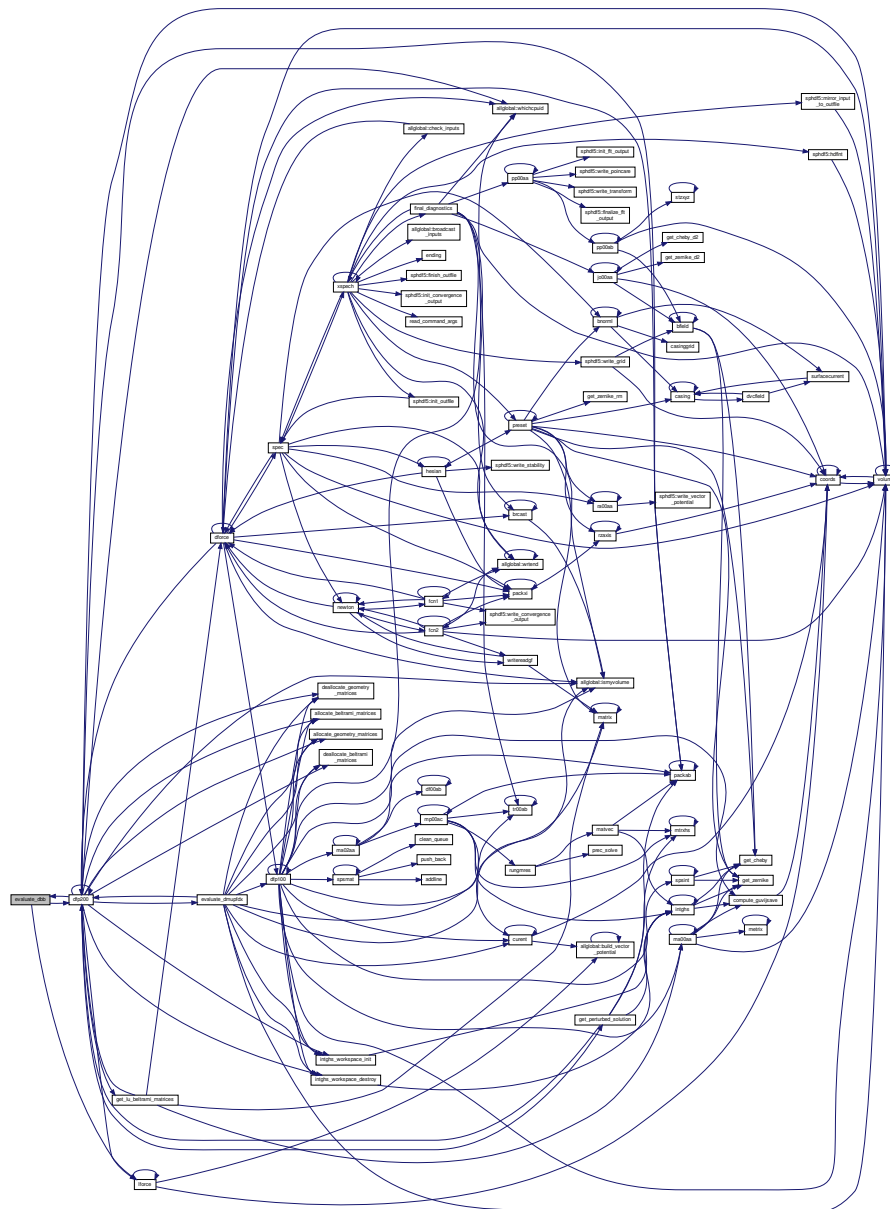 sphdf5::mirror_input
_to_outfile
allglobal::whichcpuid
allglobal::check_inputs
sphdf5::init_flt_output
sphdf5::hdfint
sphdf5::write_poincare
pp00aa
sphdf5::write_transform
stzxyz
final_diagnostics
sphdf5::finalize_flt
_output
allglobal::broadcast
_inputs
get_cheby_d2
pp00ab
ending
get_zernike_d2
sphdf5::finish_outfile
jo00aa
xspech
sphdf5::init_convergence
_output
read_command_args
bnorml
bfield
casinggrid
sphdf5::write_grid
surfacecurrent
get_zernike_rm
casing
dvcfield
sphdf5::init_outfile
preset
spec
hesian
sphdf5::write_stability
coords
volume
ra00aa
sphdf5::write_vector
_potential
brcast
rzaxis
dforce
allglobal::wrtend
packxi
newton
fcn1
sphdf5::write_convergence
_output
fcn2
writereadgf
allglobal::ismyvolume
deallocate_geometry
_matrices
allocate_beltrami_matrices
matrix
allocate_geometry_matrices
deallocate_beltrami
_matrices
packab
df00ab
tr00ab
mp00ac
matvec
mtrxhs
clean_queue
ma02aa
prec_solve
push_back
get_cheby
rungmres
dfp100
spsmat
addline
spsint
get_zernike
evaluate_dbb
dfp200
evaluate_dmupfdx
compute_guvijsave
intghs
metrix
curent
allglobal::build_vector
_potential
ma00aa
get_perturbed_solution
intghs_workspace_init
intghs_workspace_destroy
get_lu_beltrami_matrices
lforce